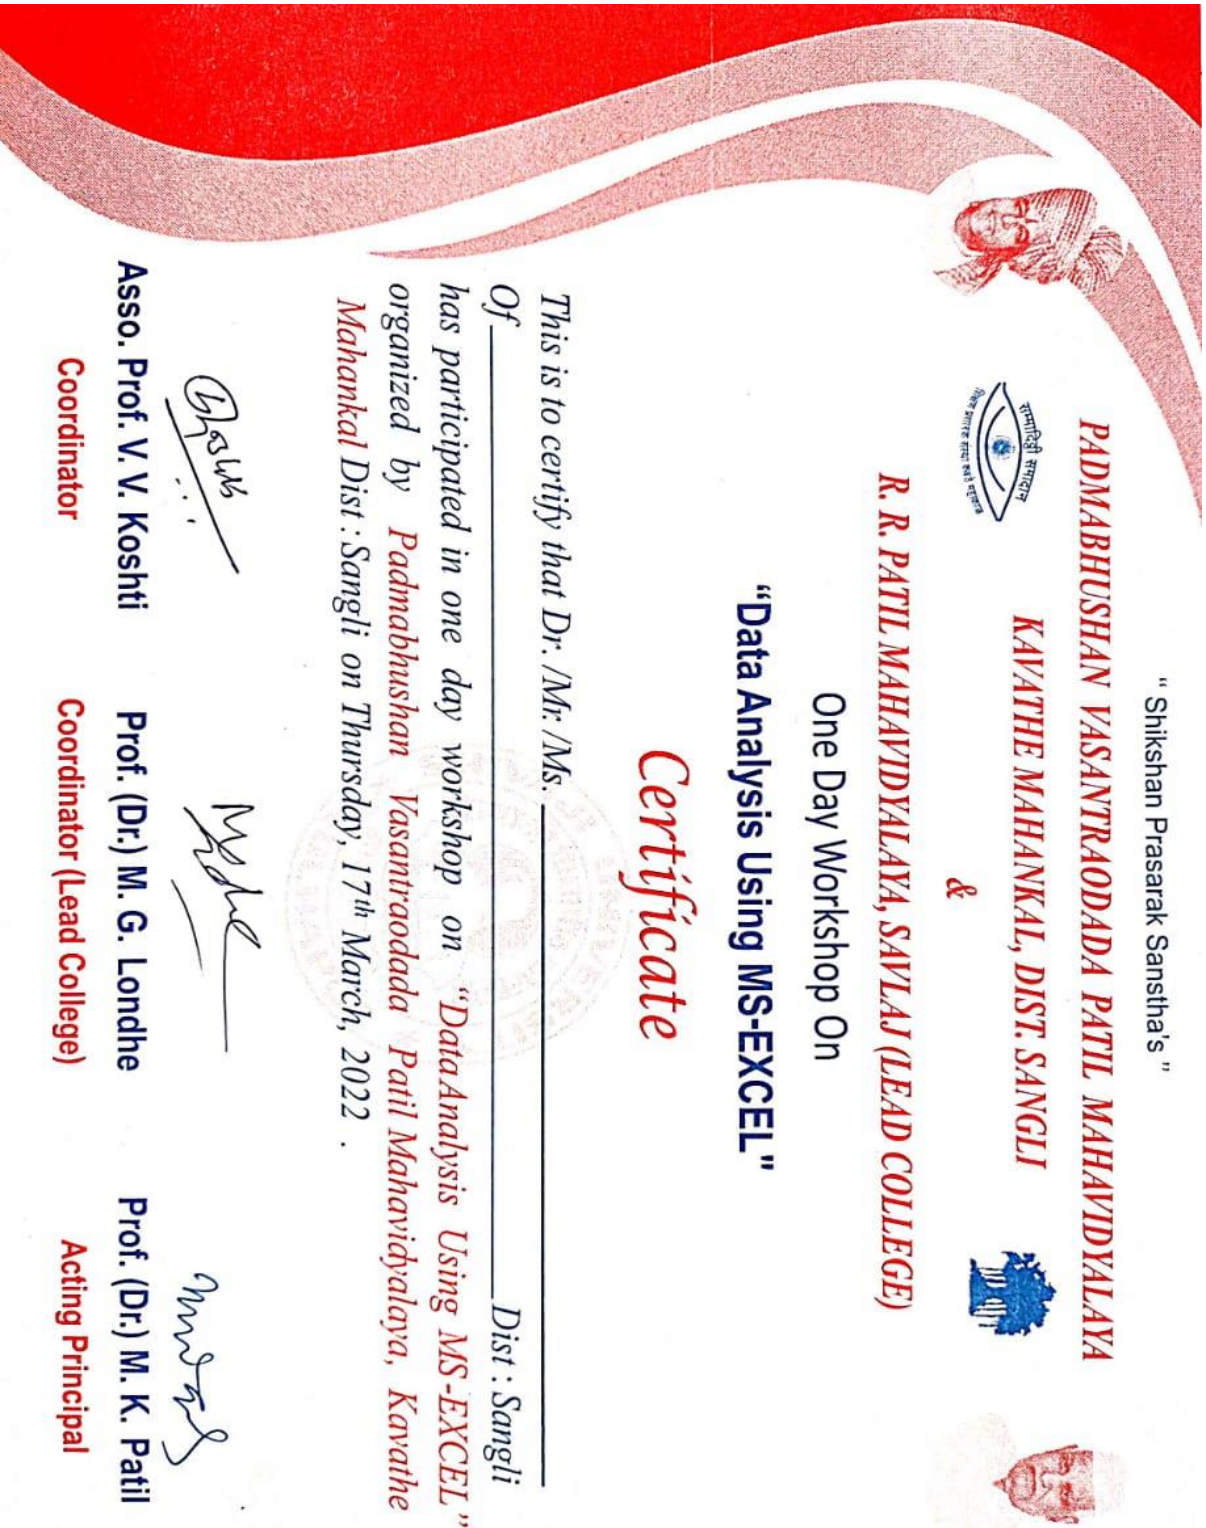 “ Shikshan Prasarak Sanstha's ”
PADMABHUSHAN VASANTRAODADA PATIL MAHAVIDYALAYA
KAVATHE MAHANKAL, DIST. SANGLI
सम्मादिठ्ठी समादान
&
R. R. PATIL MAHAVIDYALAYA, SAVLAJ (LEAD COLLEGE)
One Day Workshop On
“Data Analysis Using MS-EXCEL"
Certificate
This is to certify that Dr. /Mr. /Ms.
Of Dist : Sangli
has participated in one day workshop on “Data Analysis Using MS-EXCEL”
organized by Padmabhushan Vasantraodada Patil Mahavidyalaya, Kavathe
Mahankal Dist : Sangli on Thursday, 17th March, 2022 .
Asso. Prof. V. V. Koshti Prof. (Dr.) M. G. Londhe Prof. (Dr.) M. K. Patil
Coordinator Coordinator (Lead College) Acting Principal